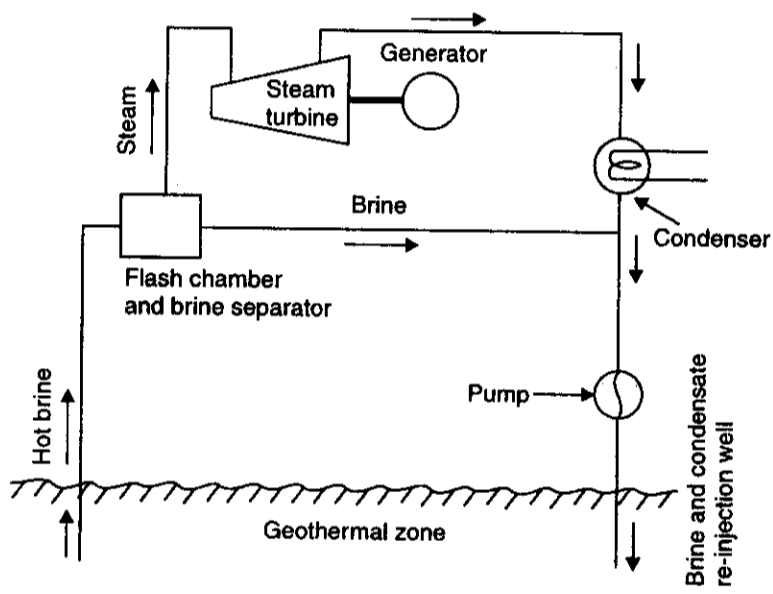 Generator
Steam
turbine
Steam
Brine
Condenser
Flash chamber
and brine separator
Hot brine
Pump
Brine and condensate
re-injection well
Geothermal zone